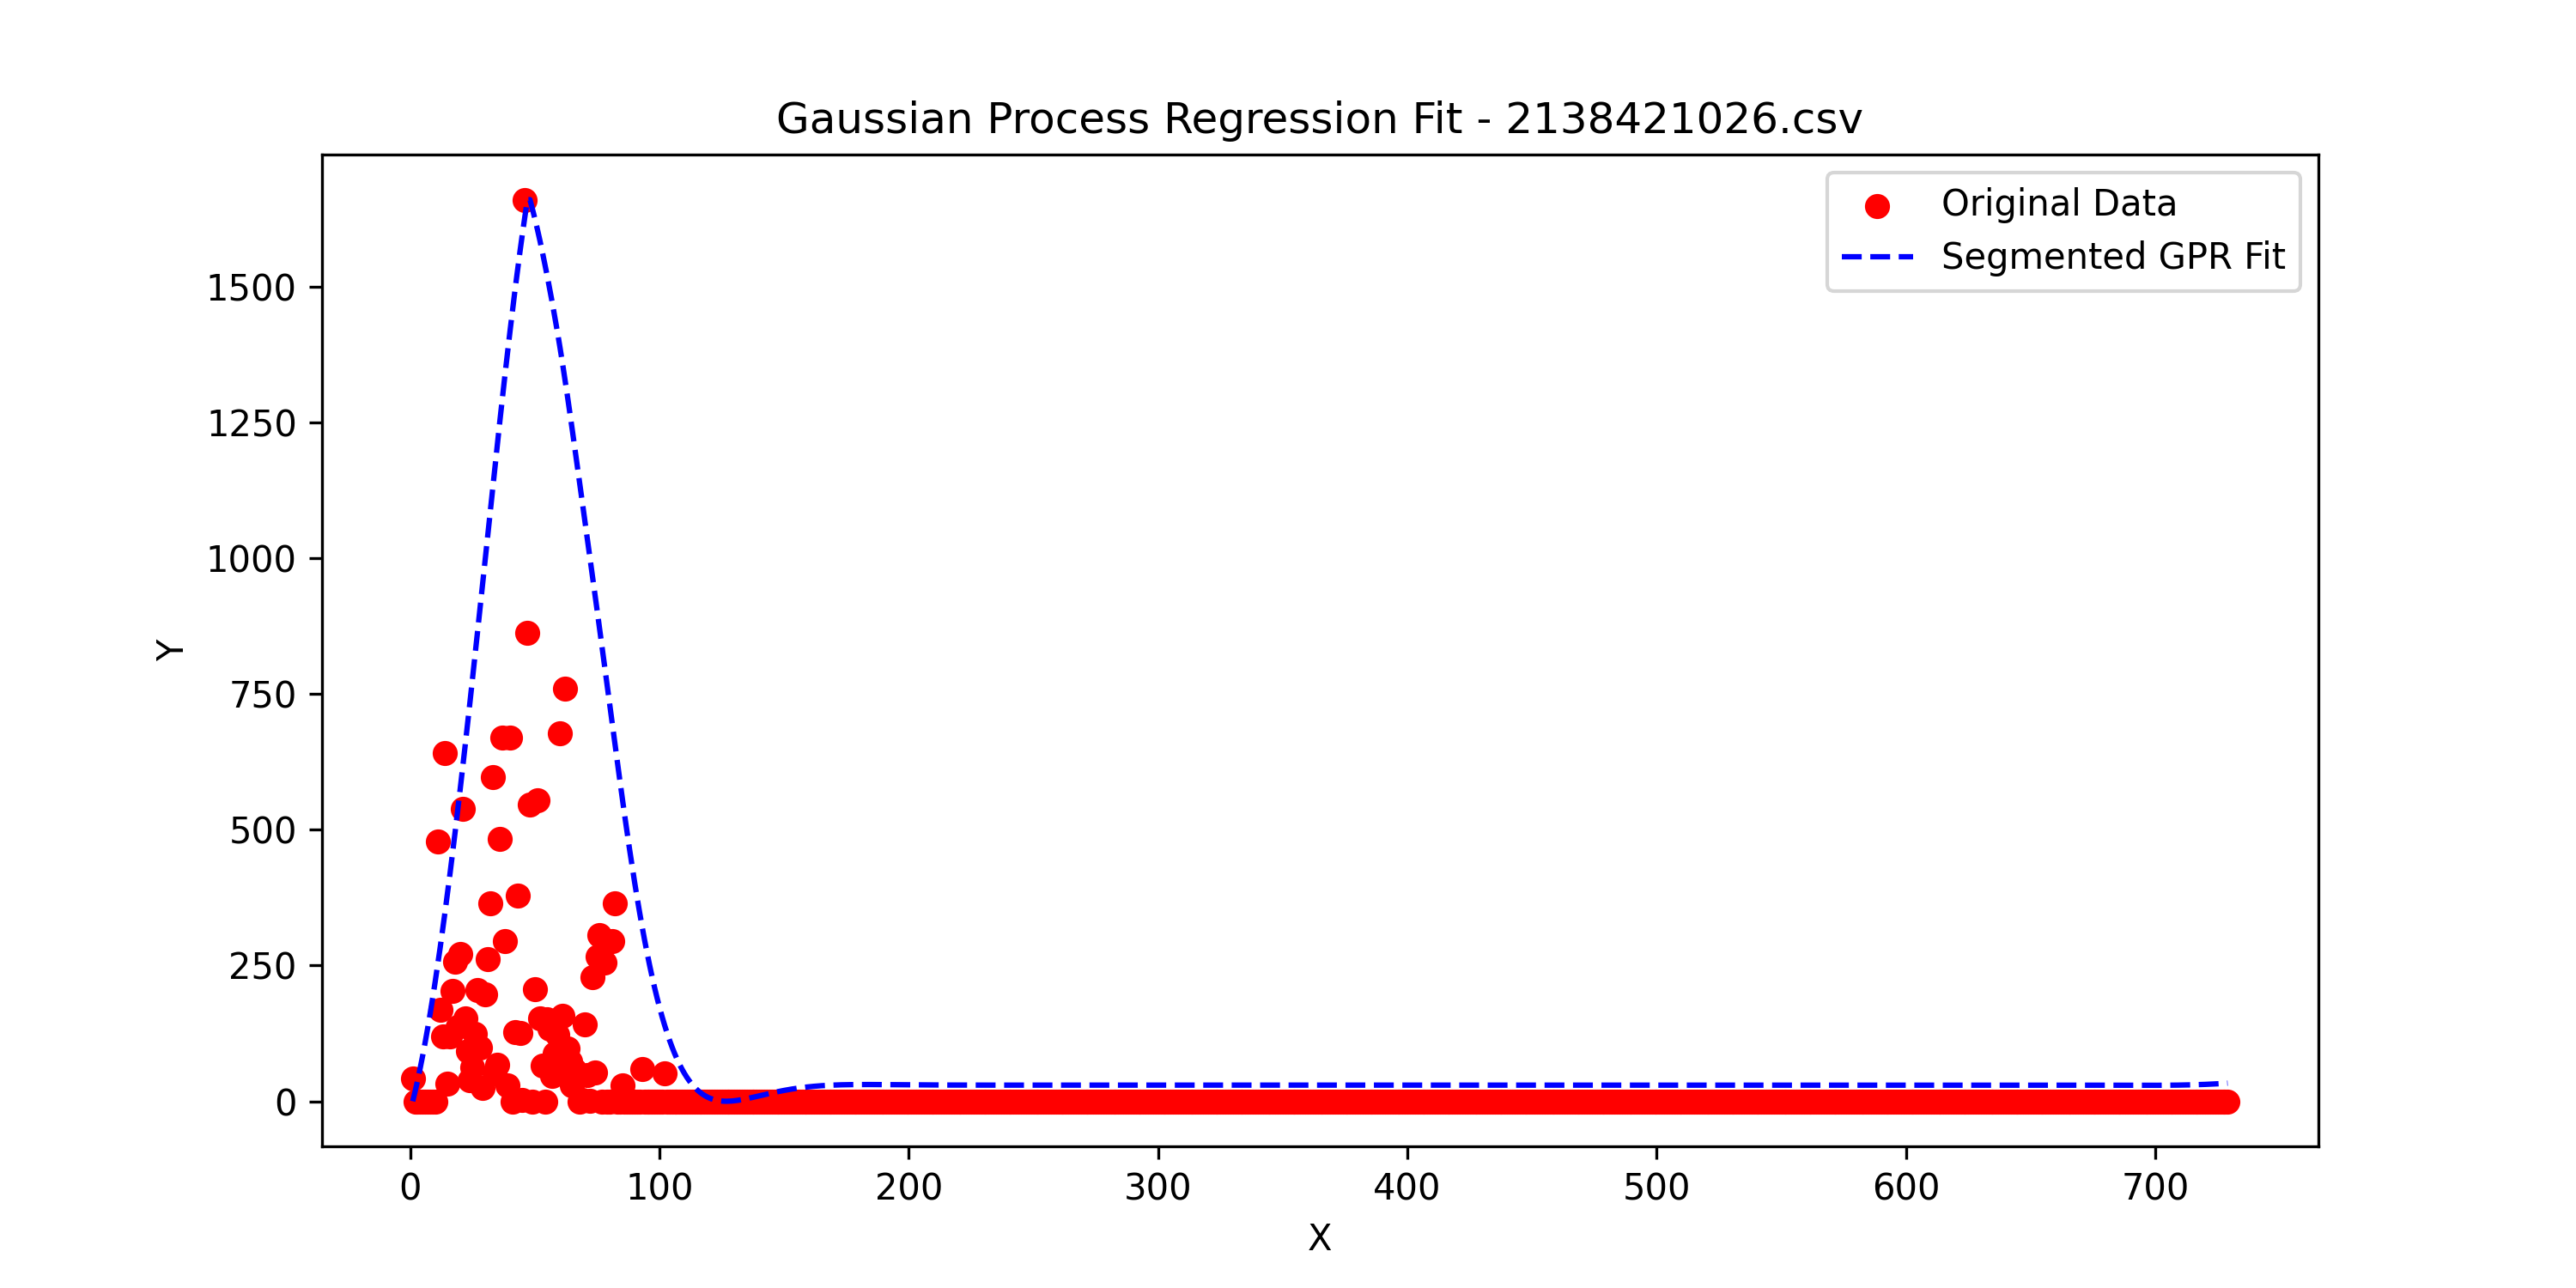 Gaussian Process Regression Fit - 2138421026.csv
Original Data
Segmented GPR Fit
Y
1500
1250
1000
750
500
250
0
0 100 200 300 400 500 600 700
X